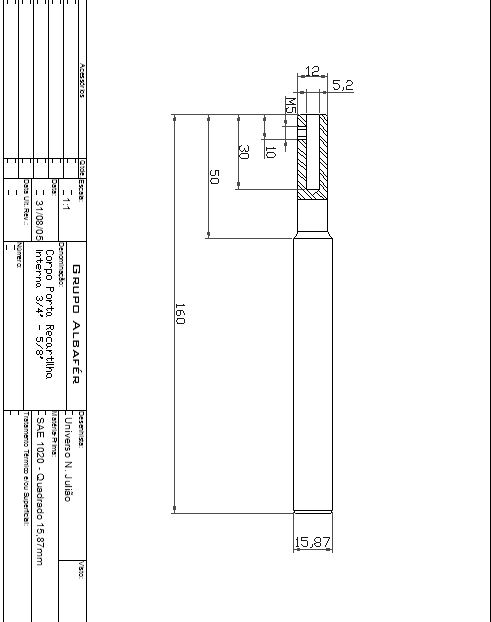 12
5,2
M5
10
30
50
160
15,87
Acessórios
Qtde.
Escala:
1:1
Data:
31/08/05
Data Ult. Rev.:
GRUPO ALBAFÉR
Denominação:
Corpo Porta Recartilha
Interna 3/4" - 5/8"
Número:
Desenhista:
Universo N. Julião
Visto:
Matéria-Prima:
SAE 1020 - Quadrado 15,87mm
Tratamento Térmico e/ou Superficial: